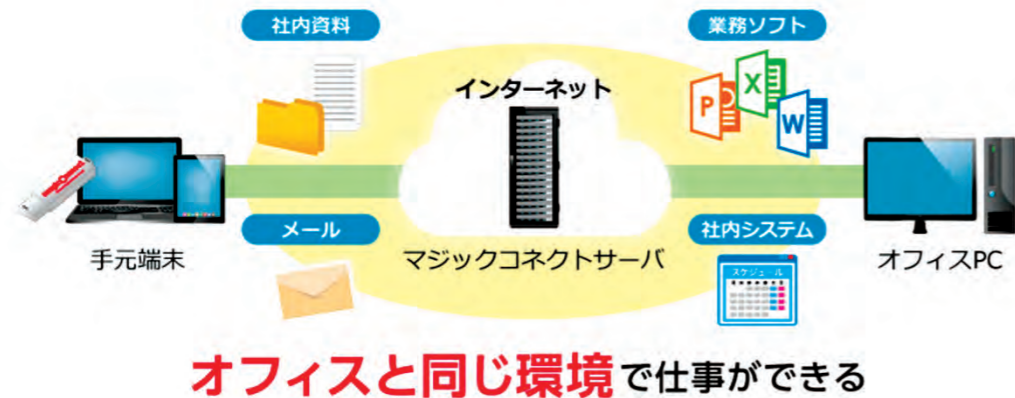 社内資料
業務ソフト
インターネット
P
X
W
メール
社内システム
手元端末
マジックコネクトサーバ
オフィスPC
スケジュール
オフィスと同じ環境で仕事ができる